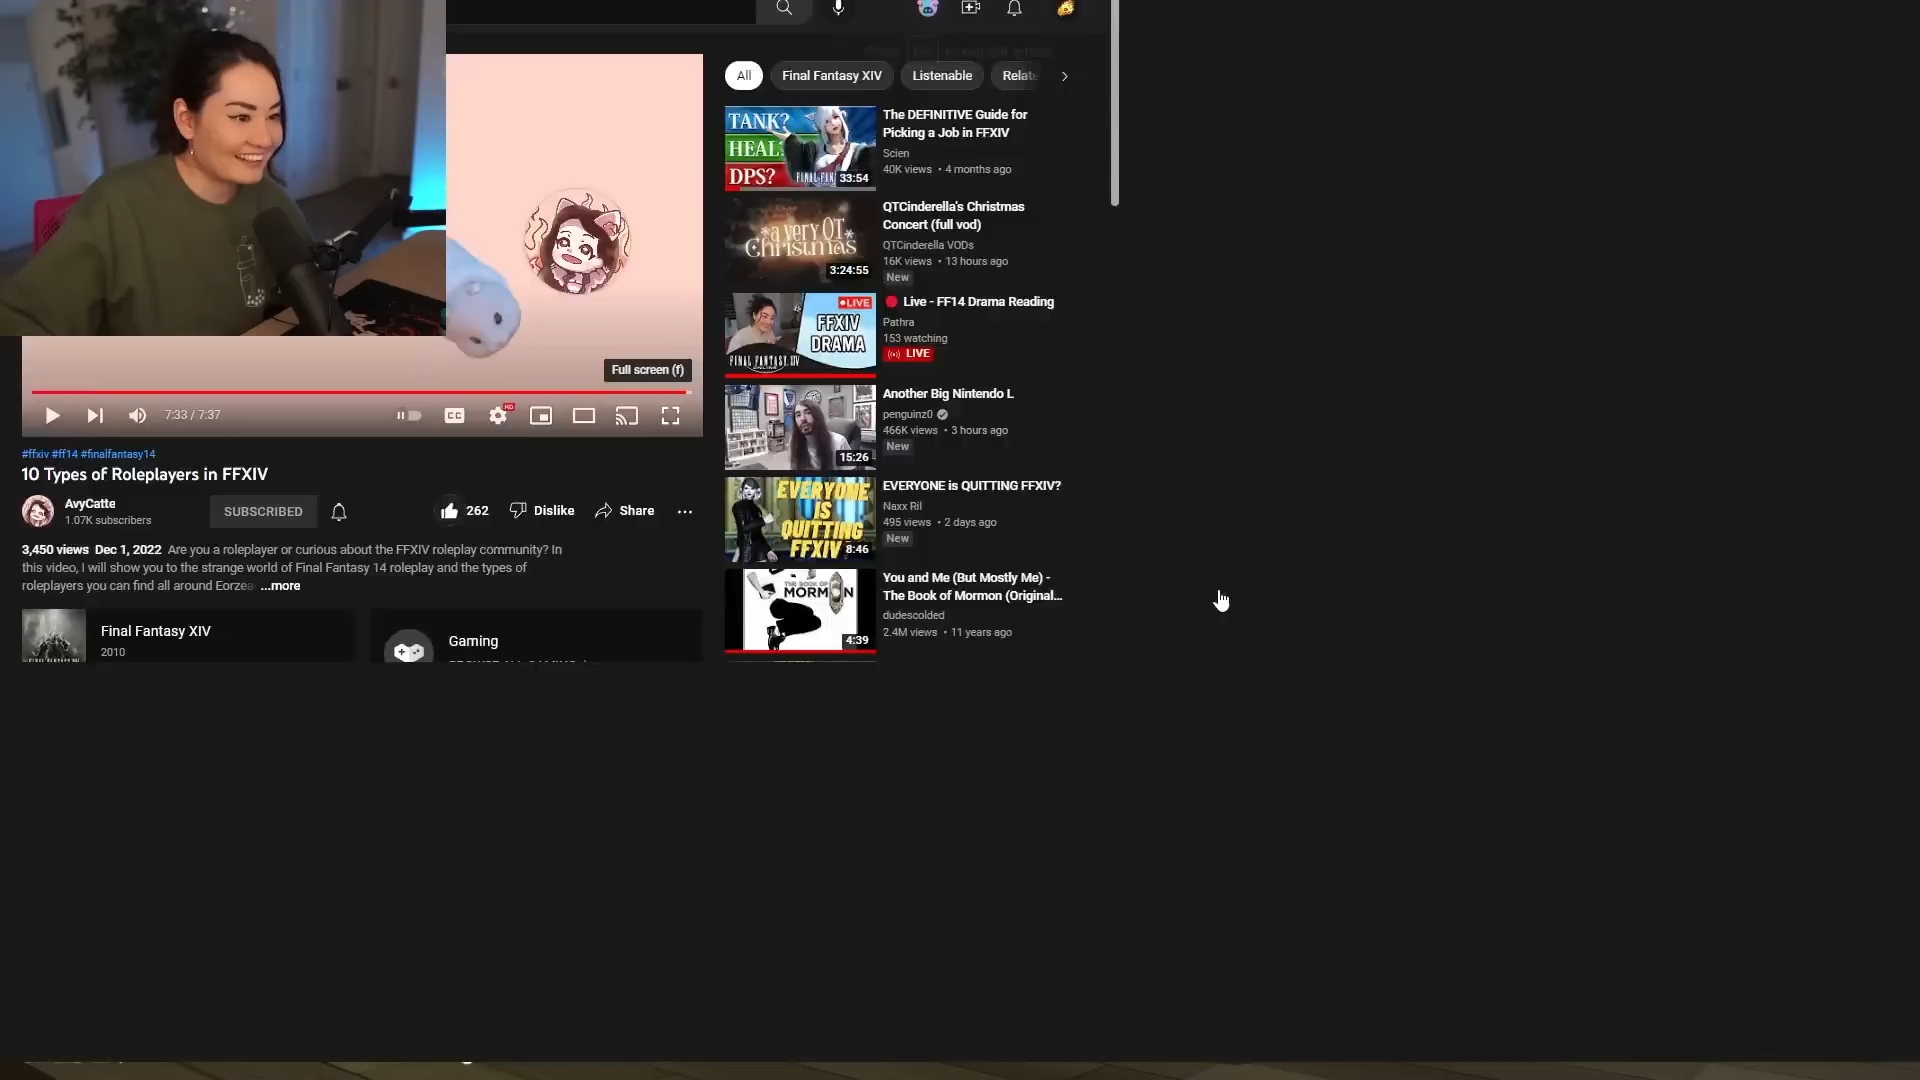 All
Final Fantasy XIV
Listenable
Relate
TANK?
HEAL?
DPS?
33:54
The DEFINITIVE Guide for
Picking a Job in FFXIV
Scien
40K views • 4 months ago
*a very QT*
Christmas
3:24:55
QTCinderella's Christmas
Concert (full vod)
QTCinderella VODs
16K views • 13 hours ago
New
LIVE
FFXIV
DRAMA
FINAL FANTASY XIV
ONLINE
Live - FF14 Drama Reading
Pathra
153 watching
LIVE
15:26
Another Big Nintendo L
penguinz0
466K views • 3 hours ago
New
EVERYONE
IS
QUITTING
FFXIV
8:46
EVERYONE is QUITTING FFXIV?
Naxx Ril
495 views • 2 days ago
New
THE BOOK OF
MORMON
4:39
You and Me (But Mostly Me) -
The Book of Mormon (Original...
dudescolded
2.4M views • 11 years ago
Full screen (f)
7:33 / 7:37
CC
HD
#ffxiv #ff14 #finalfantasy14
10 Types of Roleplayers in FFXIV
AvyCatte
1.07K subscribers
SUBSCRIBED
262
Dislike
Share
3,450 views Dec 1, 2022 Are you a roleplayer or curious about the FFXIV roleplay community? In
this video, I will show you to the strange world of Final Fantasy 14 roleplay and the types of
roleplayers you can find all around Eorzea ...more
Final Fantasy XIV
2010
Gaming